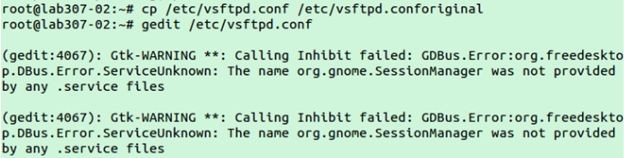 root@lab307-02:~# cp /etc/vsftpd.conf /etc/vsftpd.conforiginal
root@lab307-02:~# gedit /etc/vsftpd.conf

(gedit:4067): Gtk-WARNING **: Calling Inhibit failed: GDBus.Error:org.freedeskto
p.DBus.Error.ServiceUnknown: The name org.gnome.SessionManager was not provided
by any .service files

(gedit:4067): Gtk-WARNING **: Calling Inhibit failed: GDBus.Error:org.freedeskto
p.DBus.Error.ServiceUnknown: The name org.gnome.SessionManager was not provided
by any .service files